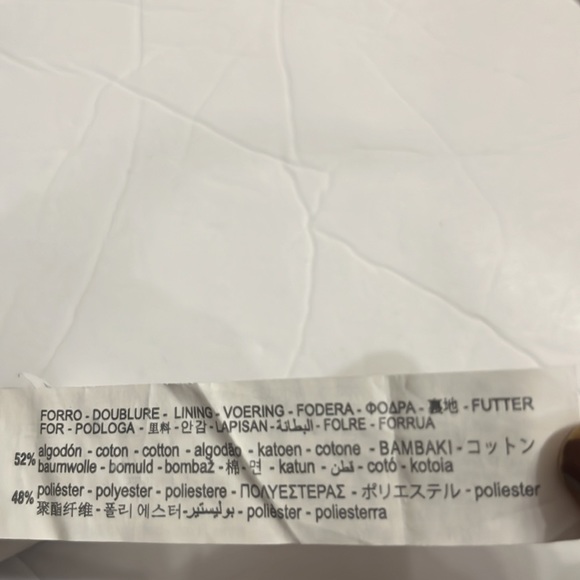 FORRO - DOUBLURE - LINING - VOERING - FODERA - ΦΟΔΡΑ - 裏地 - FUTTER
FOR - PODLOGA - 里料 - 안감 - LAPISAN - البطانة - FOLRE - FORRUA
52% algodón - coton - cotton - algodão - katoen - cotone - BAMBAKI - コットン
baumwolle - bomuld - bombaž - 棉 - 면 - katun - قطن - cotó - kotoia
48% poliéster - polyester - poliestere - ΠΟΛΥΕΣΤΕΡΑΣ - ポリエステル - poliester
聚酯纤维 - 폴리 에스터 - بوليستير - polièster - poliesterra